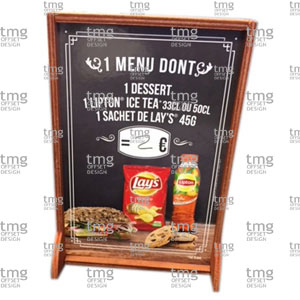 1 MENU DONT
1 DESSERT
1 LIPTON® ICE TEA® 33CL OU 50CL
1 SACHET DE LAY'S® 45G
= 2 €
Lay's
Lipton
tmg
OFFSET
DESIGN